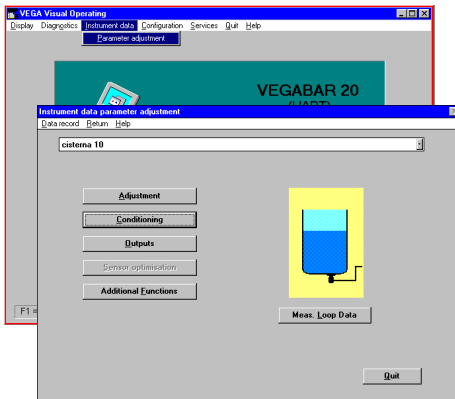 VEGA Visual Operating
Display Diagnostics Instrument data Configuration Services Quit Help
Parameter adjustment
VEGABAR 20
(HART)
Instrument data parameter adjustment
Data record Return Help
cisterna 10
Adjustment
Conditioning
Outputs
Sensor optimisation
Additional Functions
Meas. Loop Data
F1 =
Quit